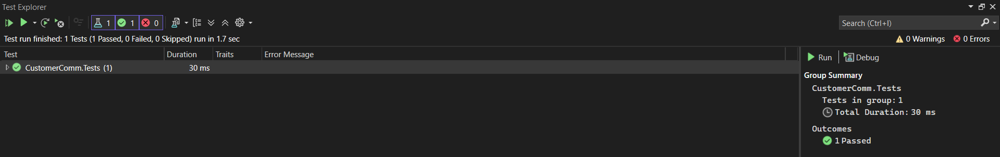 Test Explorer
1 1 0
Search (Ctrl+I)
Test run finished: 1 Tests (1 Passed, 0 Failed, 0 Skipped) run in 1.7 sec
0 Warnings 0 Errors
Test Duration Traits Error Message
CustomerComm.Tests (1) 30 ms
Run Debug
Group Summary
CustomerComm.Tests
Tests in group: 1
Total Duration: 30 ms
Outcomes
1 Passed